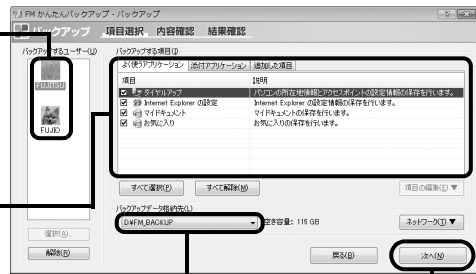 FM かんたんバックアップ - バックアップ
バックアップ 項目選択 内容確認 結果確認
バックアップするユーザー(U)
FUJITSU
FUJIO
選択(A)...
解除(R)
バックアップする項目(I)
よく使うアプリケーション 添付アプリケーション 追加した項目
項目 説明
ダイヤルアップ パソコンの所在地情報とアクセスポイントの設定情報の保存を行います。
Internet Explorer の設定 Internet Explorer の設定情報の保存を行います。
マイドキュメント マイドキュメントの保存を行います。
お気に入り お気に入りの保存を行います。
すべて選択(P) すべて解除(M) 項目の編集(E) ▼
バックアップデータ格納先(L)
D:¥FM_BACKUP 空き容量: 115 GB ネットワーク(T) ▼
戻る(B) 次へ(N)